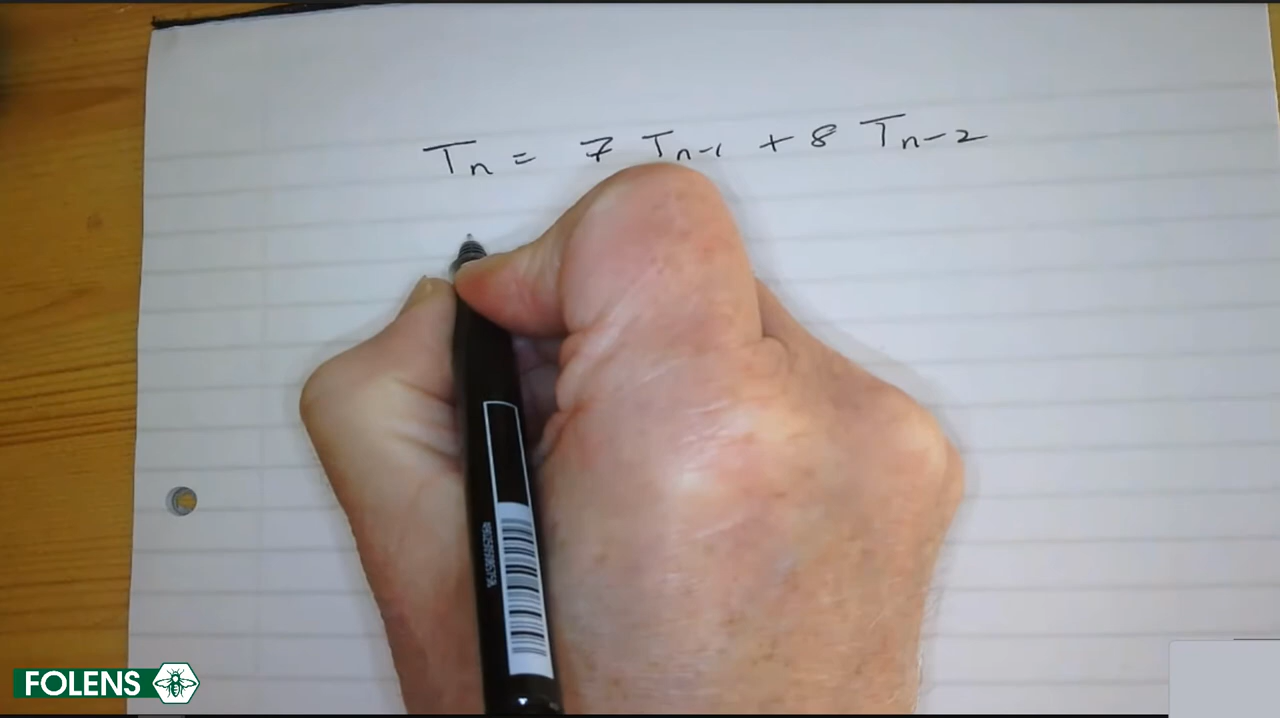 Tn = 7 Tn-1 + 8 Tn-2
FOLENS